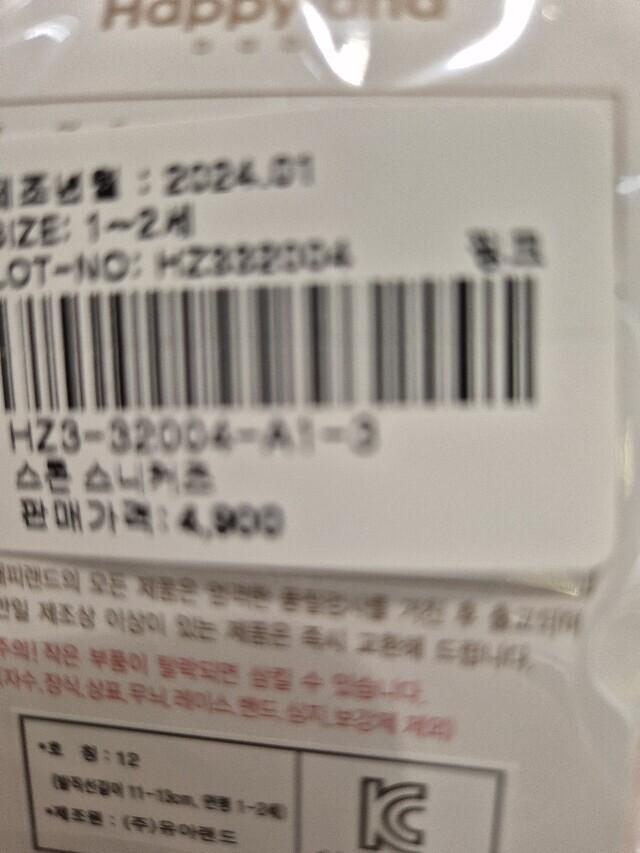 Happyland
제조년월 : 2024.01
SIZE: 1~2세
LOT-NO: HZ332004 핑크
HZ3-32004-A1-3
스론 스니커즈
판매가격: 4,900
해피랜드의 모든 제품은 엄격한 품질검사를 거친 후 출고되며
만일 제조상 이상이 있는 제품은 즉시 교환해 드립니다.
주의! 작은 부품이 탈락되면 삼킬 수 있습니다.
(자수,장식,상표,무늬,레이스,밴드,심지,보강제 제외)
•호 칭 : 12
(발직선길이 11-13cm, 연령 1-2세)
•제조원 : (주)유아랜드